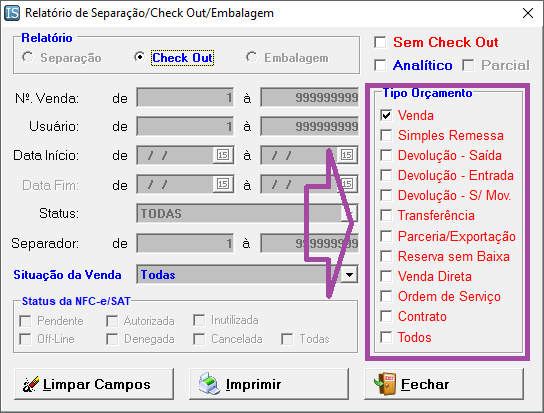 IS Relatório de Separação/Check Out/Embalagem
Relatório
Separação Check Out Embalagem
Sem Check Out
Analítico Parcial
Nº. Venda: de 1 à 999999999
Usuário: de 1 à 999999999
Data Início: de / / 15 à / / 15
Data Fim: de / / 15 à / / 15
Status: TODAS
Separador: de 1 à 999999999
Situação da Venda Todas
Status da NFC-e/SAT
Pendente Autorizada Inutilizada
Off-Line Denegada Cancelada Todas
Tipo Orçamento
Venda
Simples Remessa
Devolução - Saída
Devolução - Entrada
Devolução - S/ Mov.
Transferência
Parceria/Exportação
Reserva sem Baixa
Venda Direta
Ordem de Serviço
Contrato
Todos
Limpar Campos Imprimir Fechar